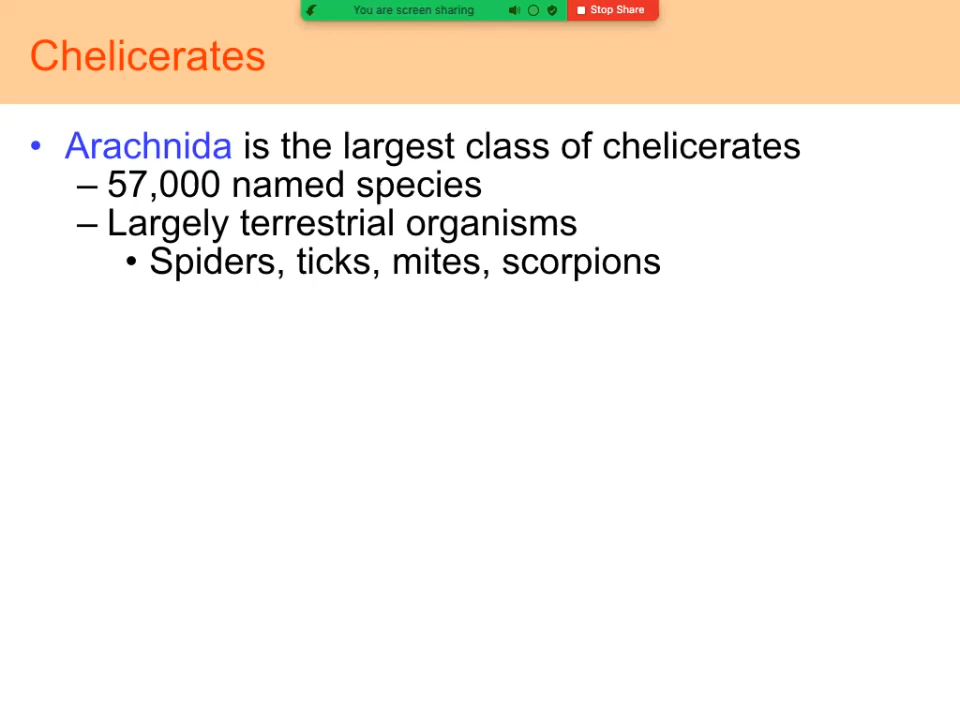 You are screen sharing
Stop Share
Chelicerates
• Arachnida is the largest class of chelicerates
– 57,000 named species
– Largely terrestrial organisms
• Spiders, ticks, mites, scorpions